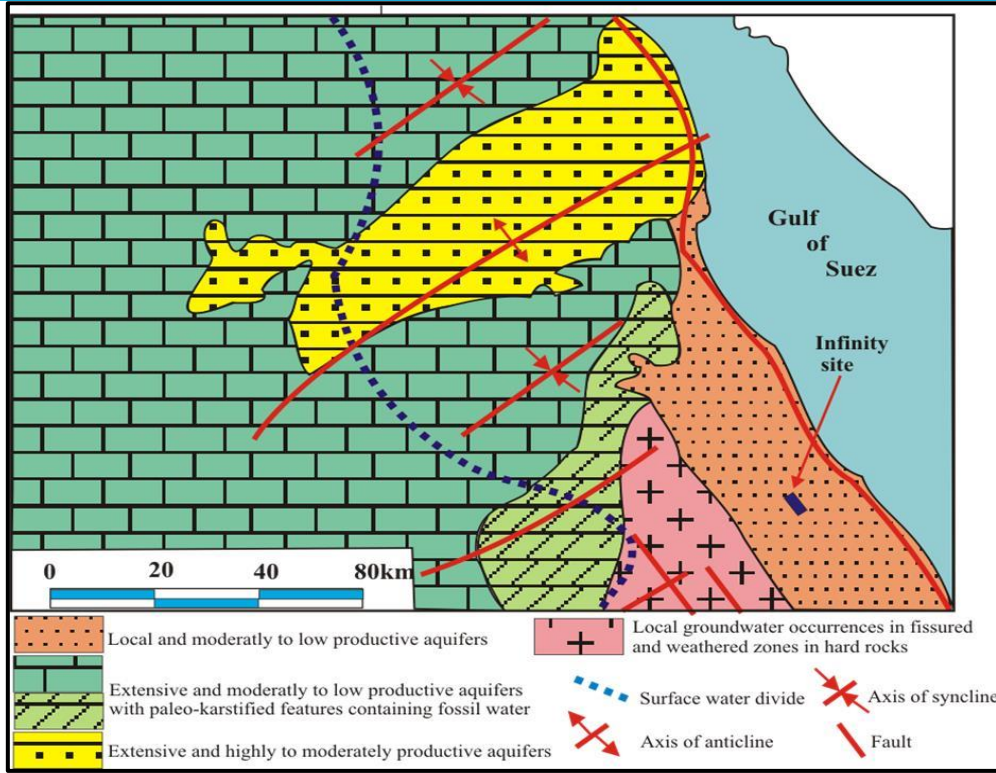 Gulf
of
Suez
Infinity
site
0 20 40 80km
Local and moderatly to low productive aquifers
Extensive and moderatly to low productive aquifers
with paleo-karstified features containing fossil water
Extensive and highly to moderately productive aquifers
Local groundwater occurrences in fissured
and weathered zones in hard rocks
Surface water divide
Axis of syncline
Axis of anticline
Fault